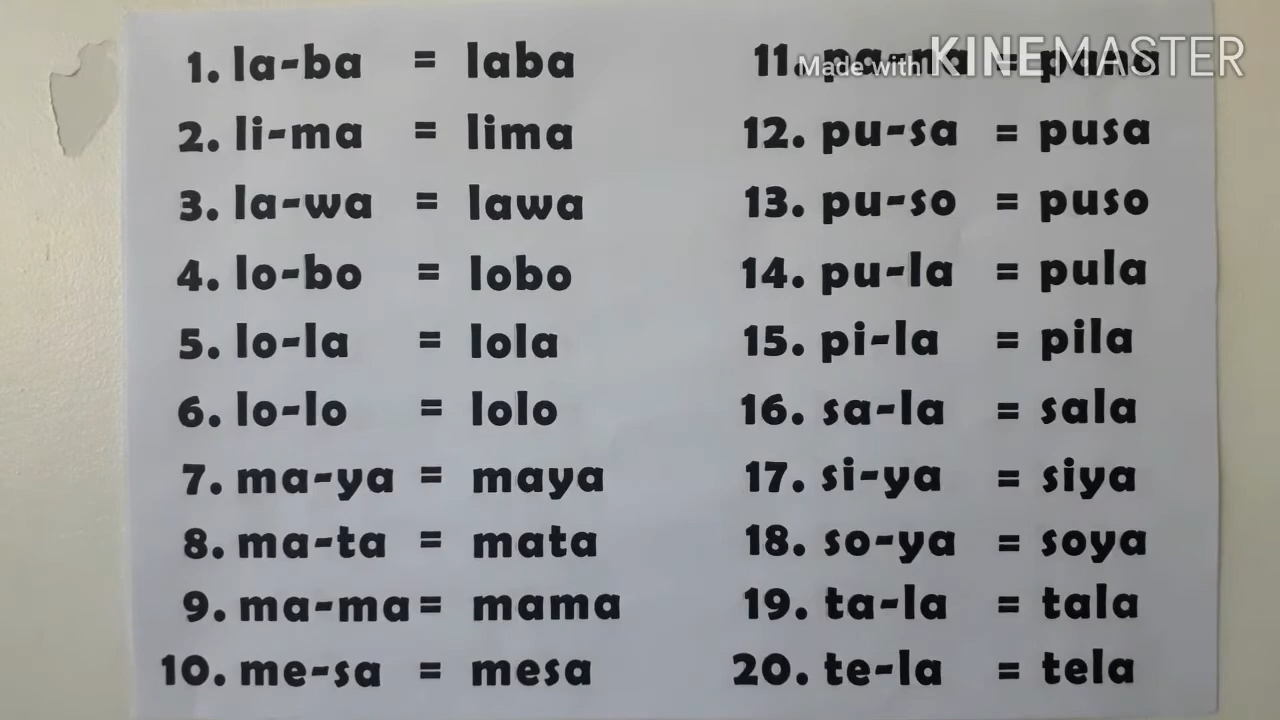 1. la-ba = laba
2. li-ma = lima
3. la-wa = lawa
4. lo-bo = lobo
5. lo-la = lola
6. lo-lo = lolo
7. ma-ya = maya
8. ma-ta = mata
9. ma-ma = mama
10. me-sa = mesa
11. pa-na = pana
Made with KINEMASTER
12. pu-sa = pusa
13. pu-so = puso
14. pu-la = pula
15. pi-la = pila
16. sa-la = sala
17. si-ya = siya
18. so-ya = soya
19. ta-la = tala
20. te-la = tela